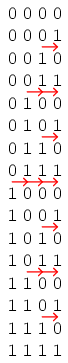 0 0 0 0
0 0 0 1
0 0 1 0
0 0 1 1
0 1 0 0
0 1 0 1
0 1 1 0
0 1 1 1
1 0 0 0
1 0 0 1
1 0 1 0
1 0 1 1
1 1 0 0
1 1 0 1
1 1 1 0
1 1 1 1